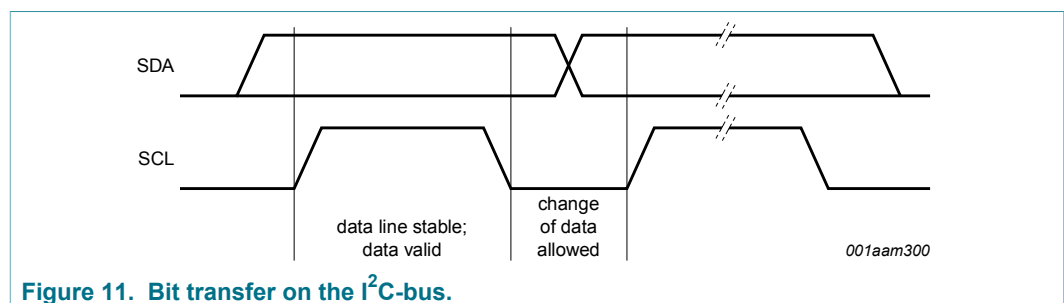 SDA
SCL
data line stable;
data valid
change
of data
allowed
001aam300
Figure 11. Bit transfer on the I²C-bus.